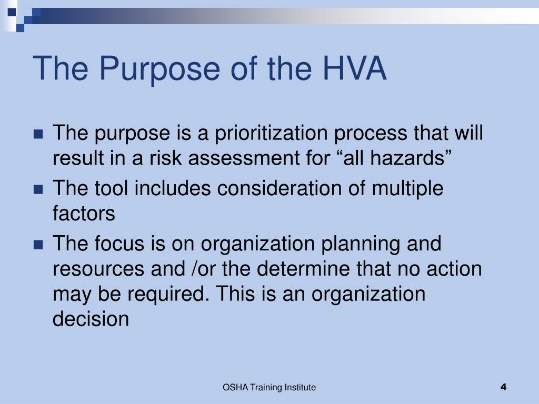 The Purpose of the HVA
The purpose is a prioritization process that will
result in a risk assessment for “all hazards”
The tool includes consideration of multiple
factors
The focus is on organization planning and
resources and /or the determine that no action
may be required. This is an organization
decision
OSHA Training Institute
4